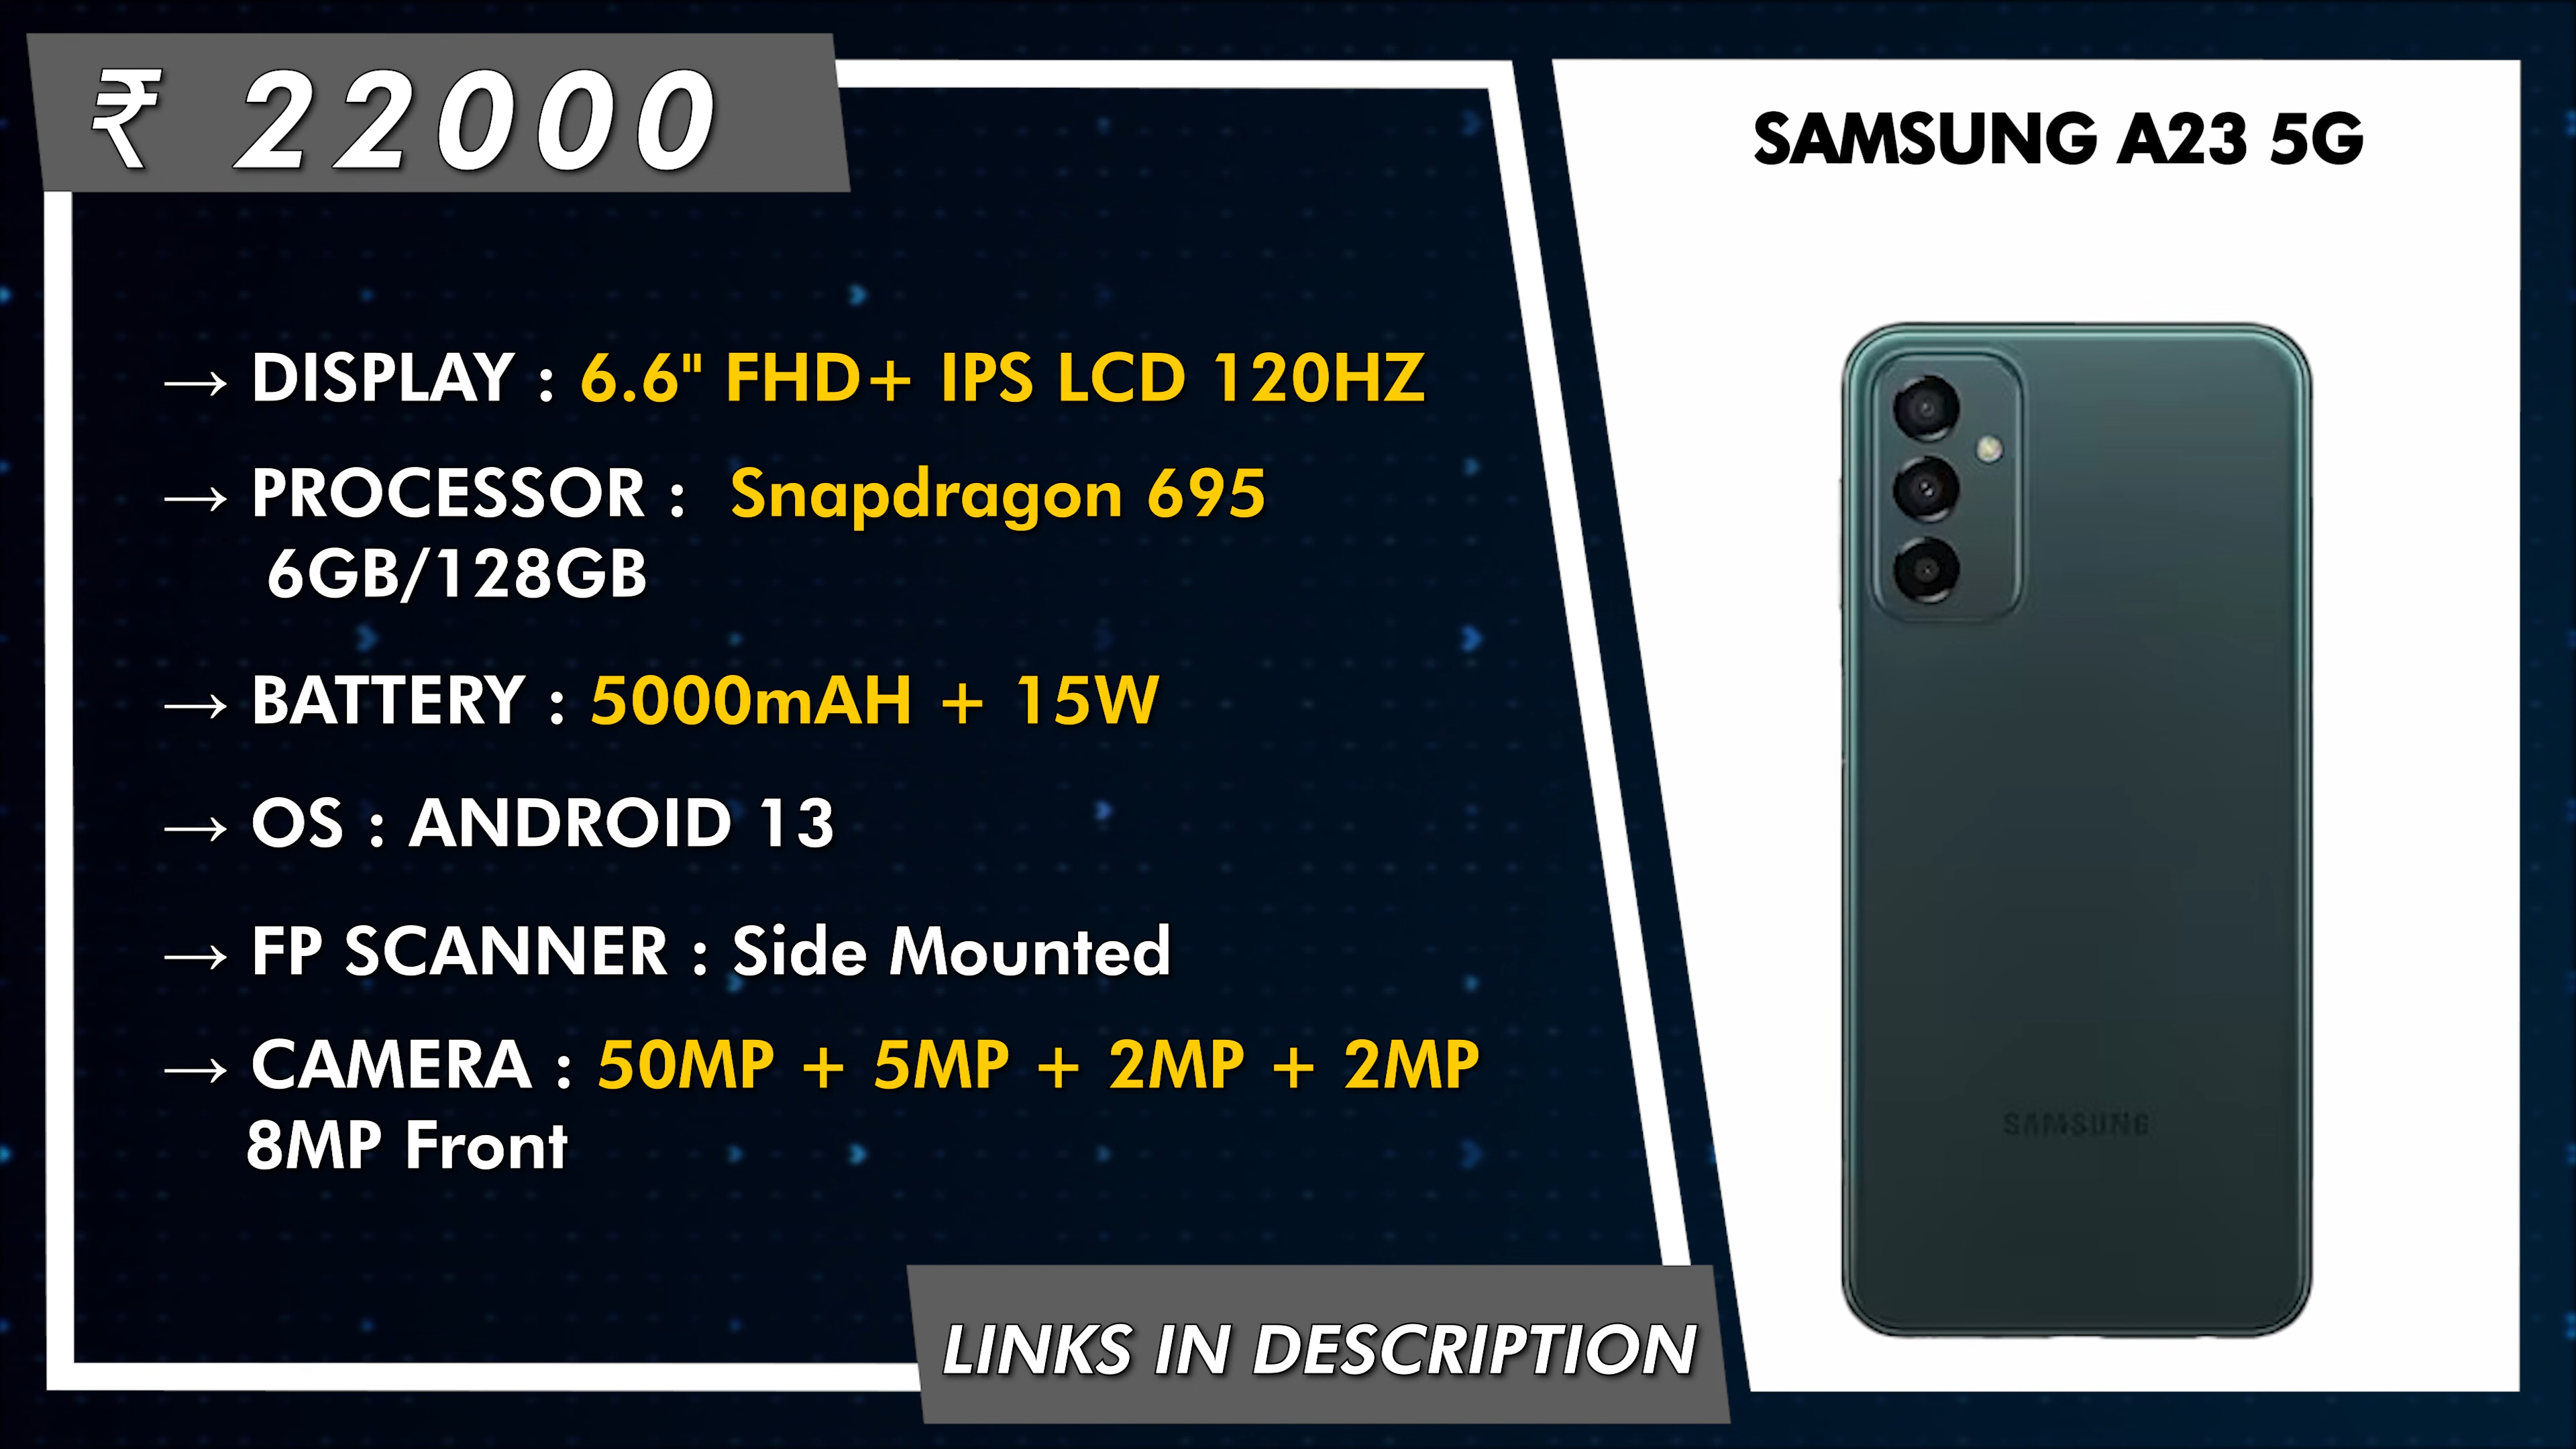 ₹ 22000
SAMSUNG A23 5G
→ DISPLAY : 6.6" FHD+ IPS LCD 120HZ
→ PROCESSOR : Snapdragon 695
6GB/128GB
→ BATTERY : 5000mAH + 15W
→ OS : ANDROID 13
→ FP SCANNER : Side Mounted
→ CAMERA : 50MP + 5MP + 2MP + 2MP
8MP Front
SAMSUNG
LINKS IN DESCRIPTION